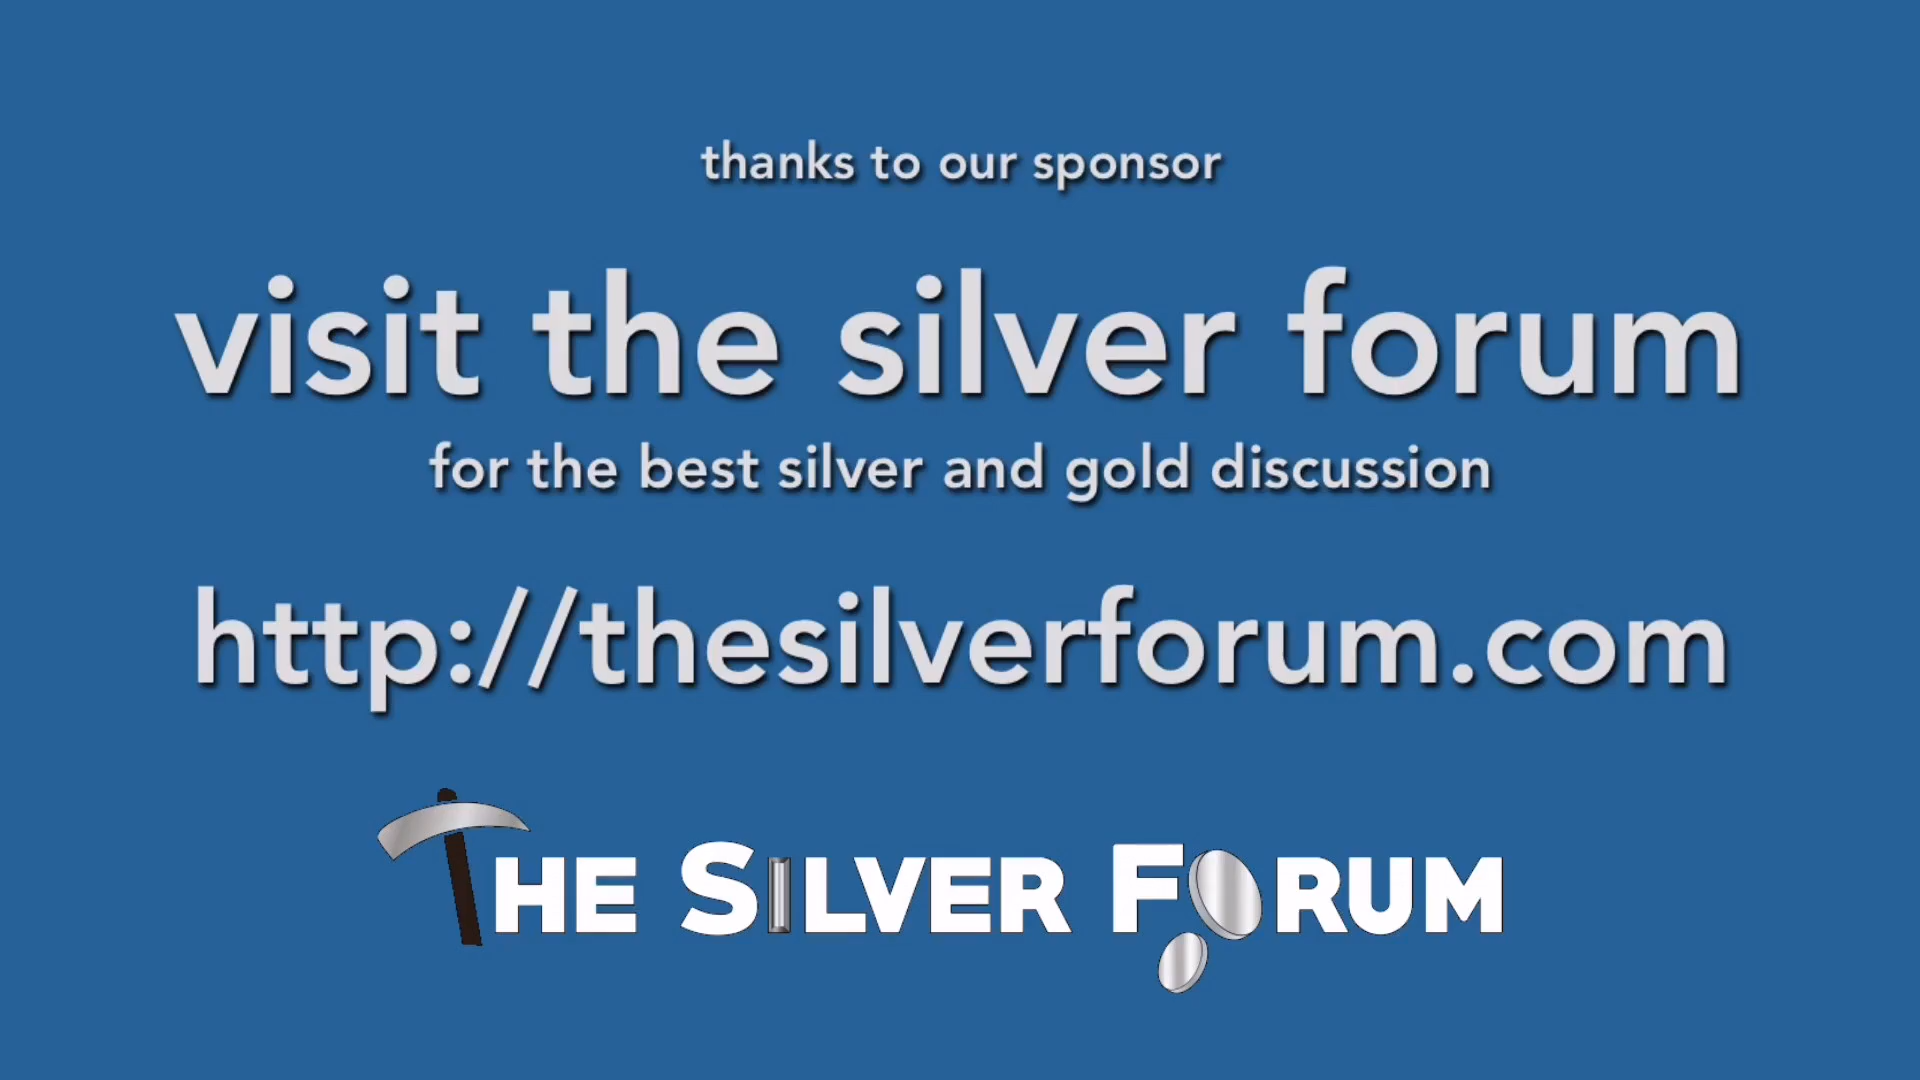 thanks to our sponsor
visit the silver forum
for the best silver and gold discussion
http://thesilverforum.com
THE SILVER FORUM